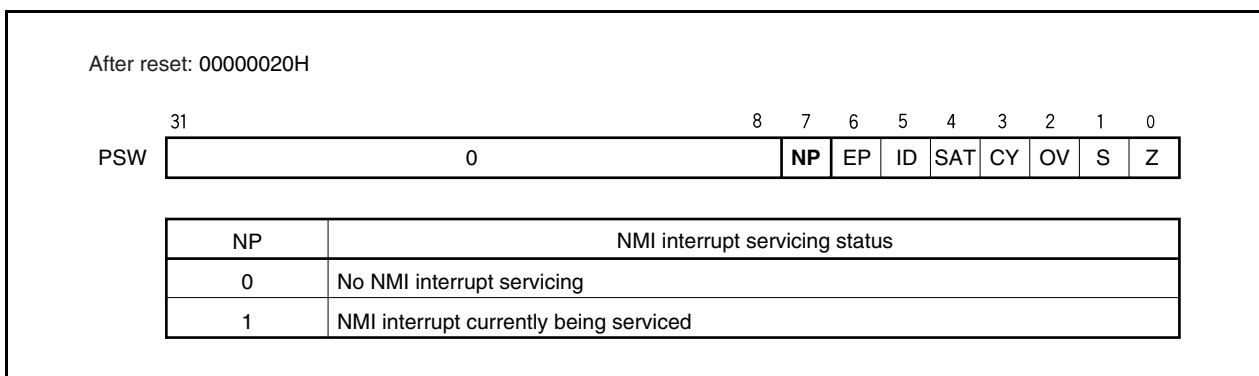 After reset: 00000020H
31 8 7 6 5 4 3 2 1 0
PSW 0 NP EP ID SAT CY OV S Z
NP NMI interrupt servicing status
0 No NMI interrupt servicing
1 NMI interrupt currently being serviced